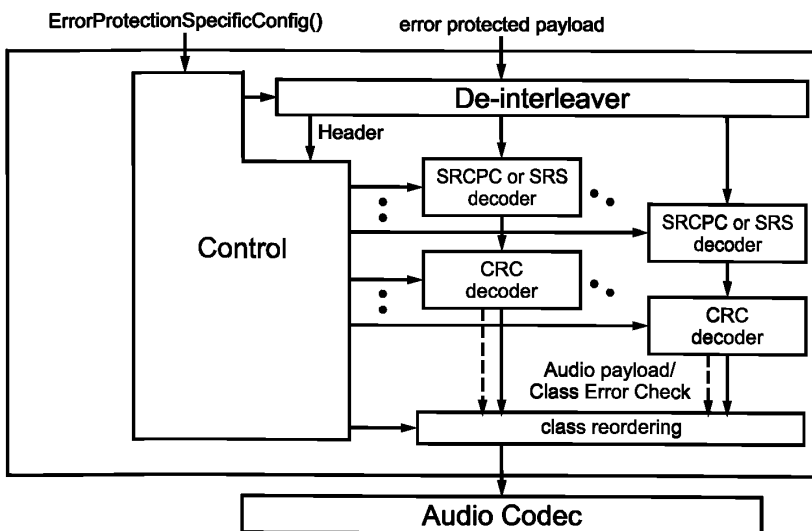 ErrorProtectionSpecificConfig()
error protected payload
De-interleaver
Header
SRCPC or SRS
decoder
SRCPC or SRS
decoder
Control
CRC
decoder
CRC
decoder
Audio payload/
Class Error Check
class reordering
Audio Codec